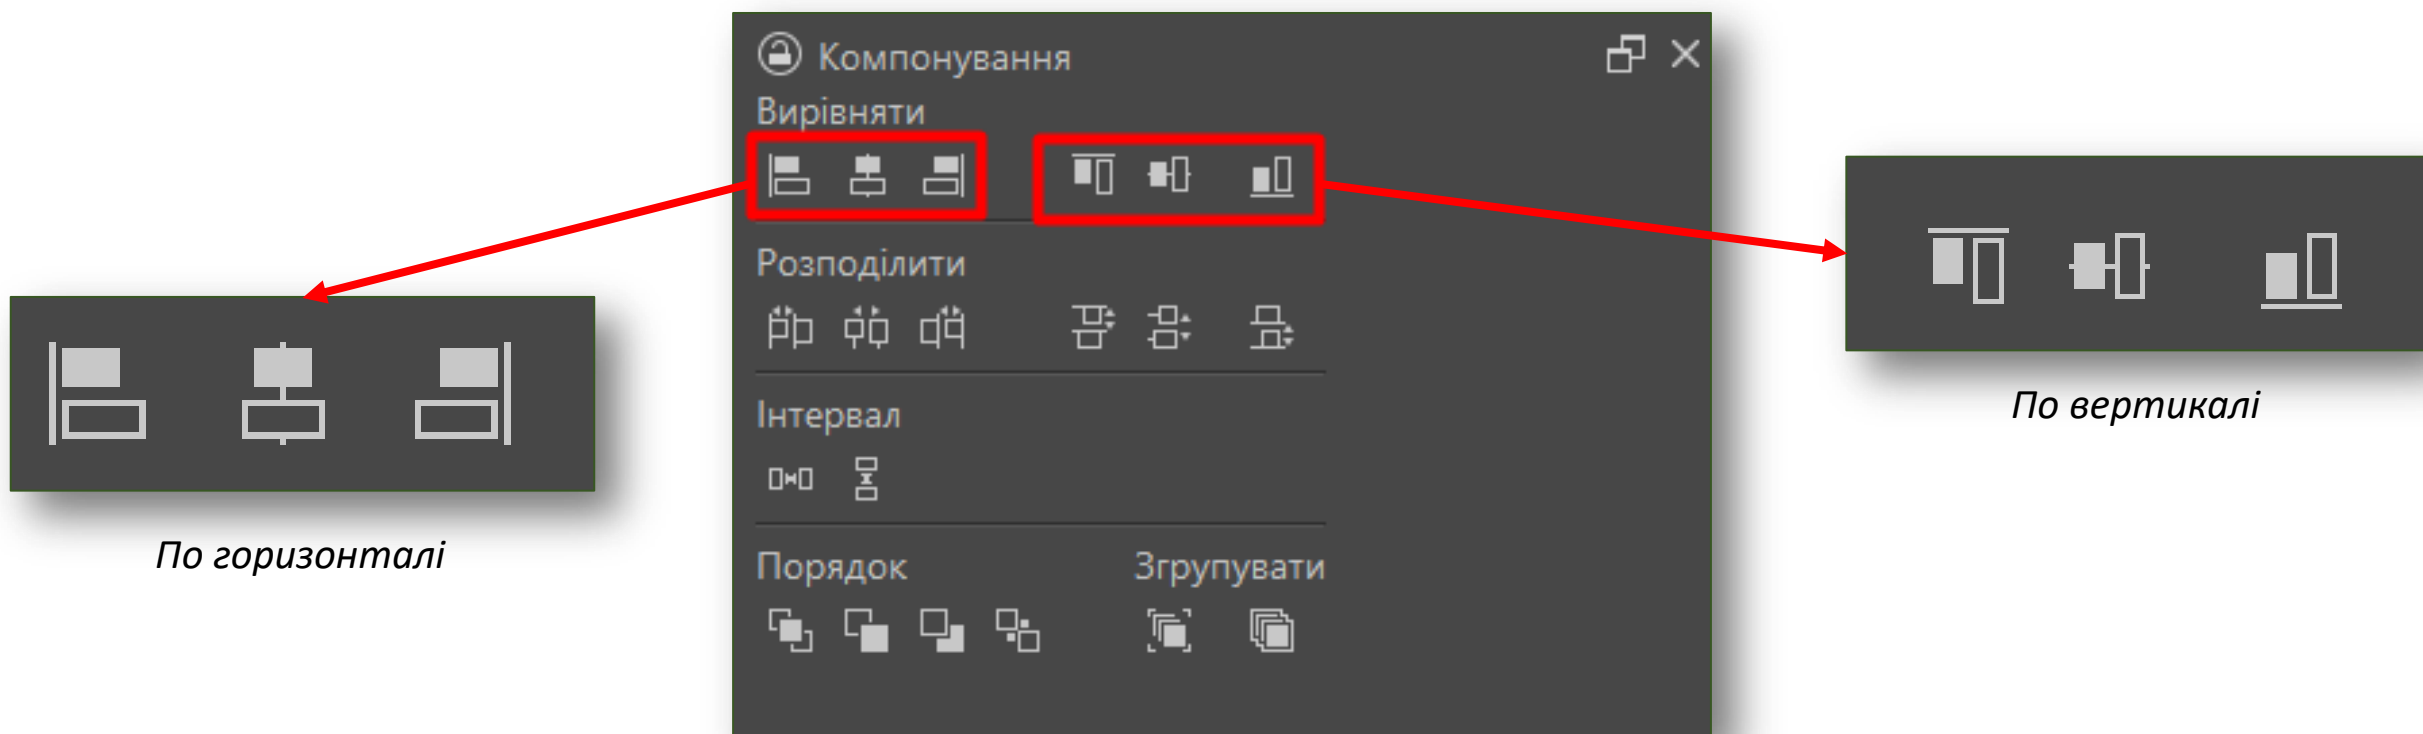 Компонування
Вирівняти
Розподілити
Інтервал
Порядок
Згрупувати
По горизонталі
По вертикалі